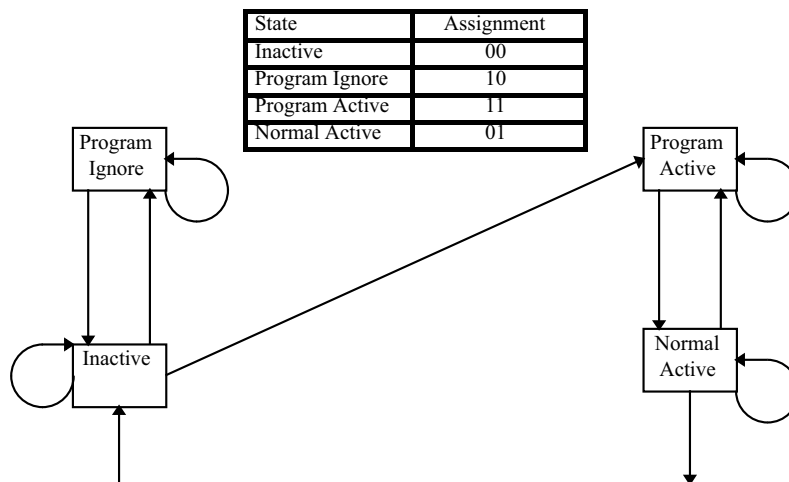 State Assignment
Inactive 00
Program Ignore 10
Program Active 11
Normal Active 01
Program
Ignore
Program
Active
Inactive
Normal
Active